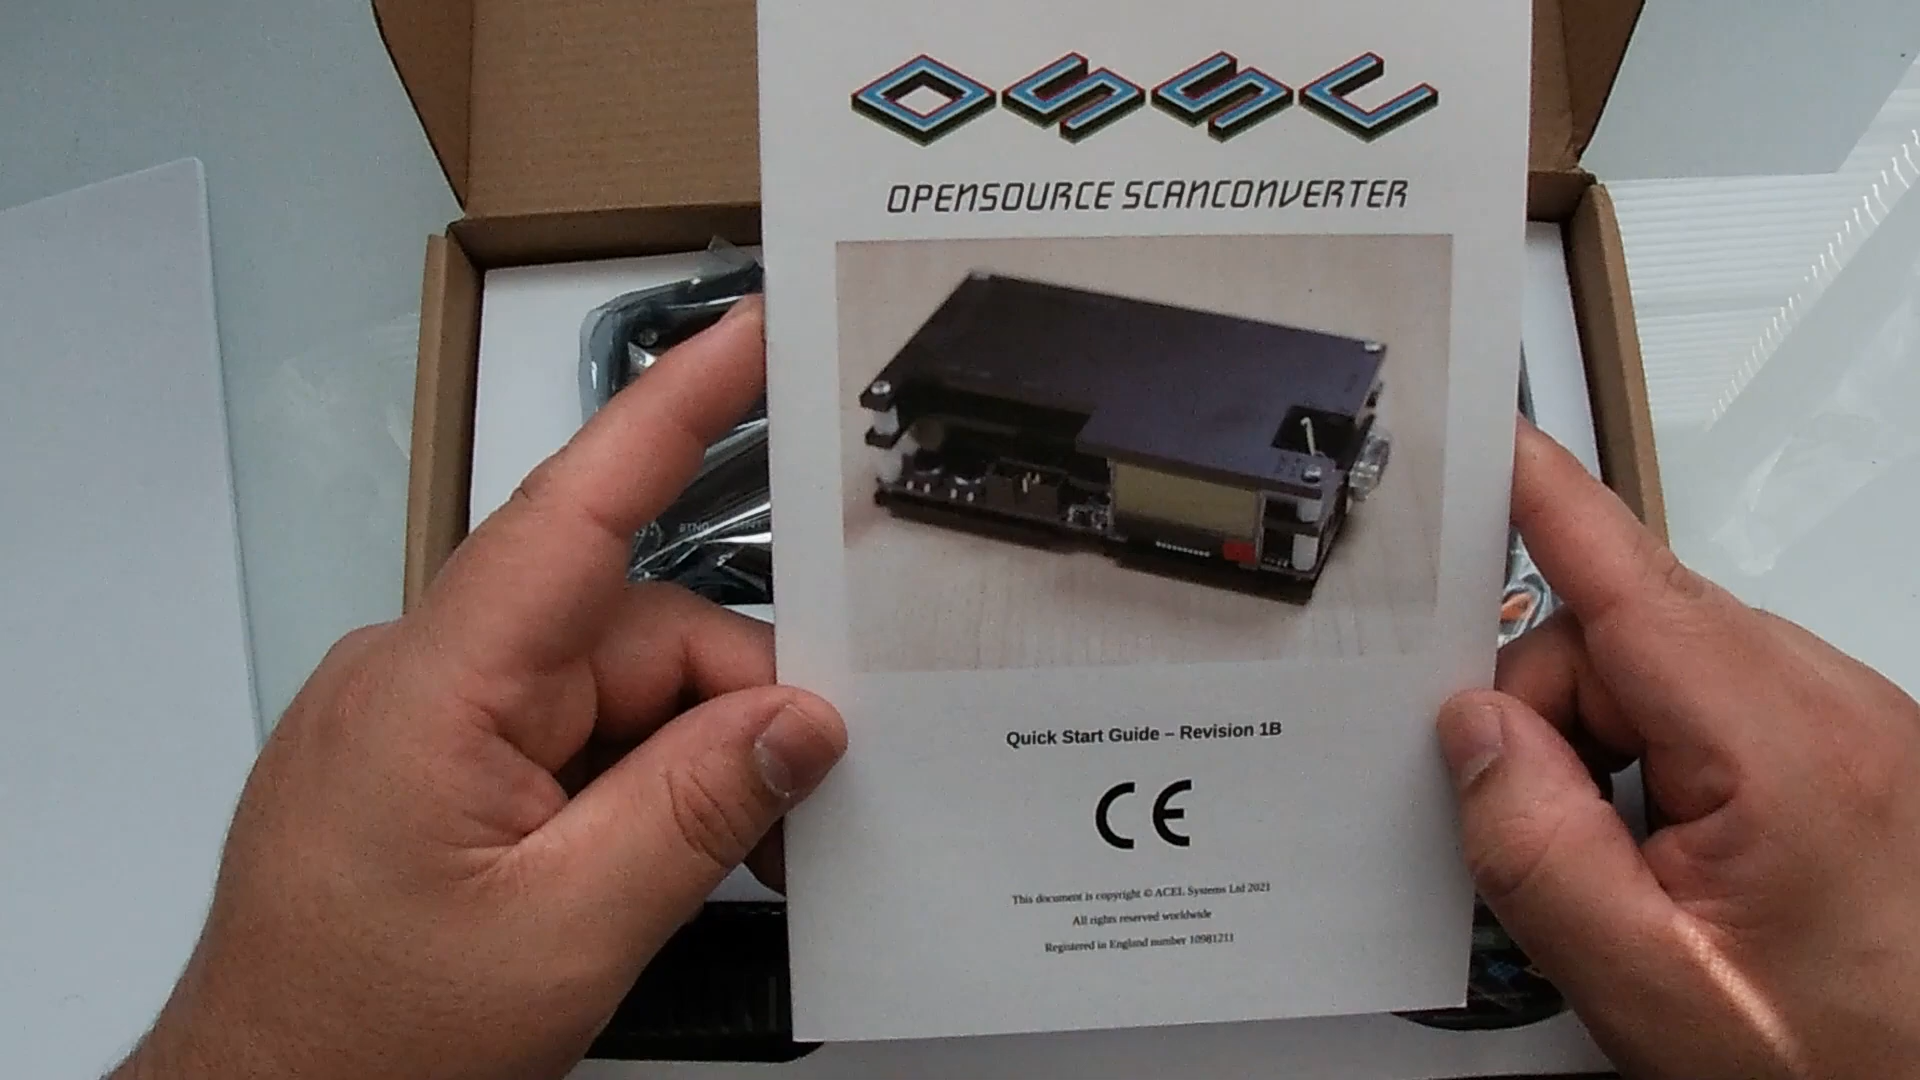 OSSC
OPENSOURCE SCANCONVERTER
Quick Start Guide – Revision 1B
CE
This document is copyright © ACEL Systems Ltd 2021
All rights reserved worldwide
Registered in England number 10981211